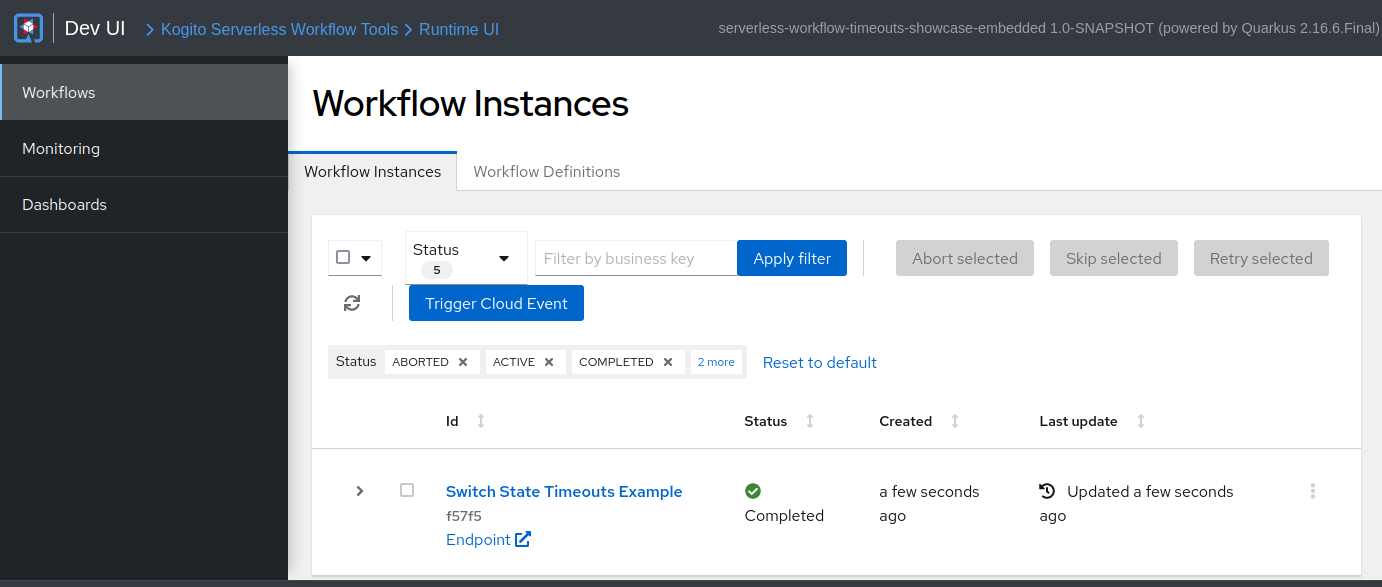 Dev UI
Kogito Serverless Workflow Tools
Runtime UI
serverless-workflow-timeouts-showcase-embedded 1.0-SNAPSHOT (powered by Quarkus 2.16.6.Final)
Workflows
Monitoring
Dashboards
Workflow Instances
Workflow Instances
Workflow Definitions
Status
5
Filter by business key
Apply filter
Abort selected
Skip selected
Retry selected
Trigger Cloud Event
Status ABORTED ACTIVE COMPLETED 2 more Reset to default
Id Status Created Last update
Switch State Timeouts Example
f57f5
Endpoint
Completed
a few seconds
ago
Updated a few seconds
ago